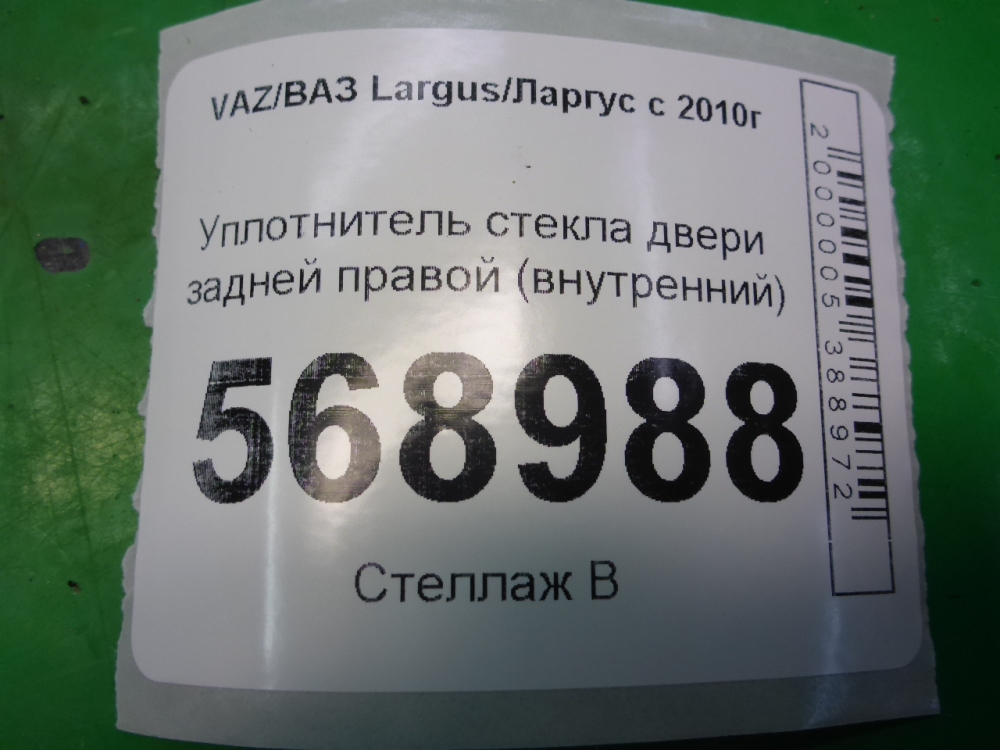 VAZ/ВАЗ Largus/Ларгус с 2010г
Уплотнитель стекла двери
задней правой (внутренний)
568988
Стеллаж В
2000005388972